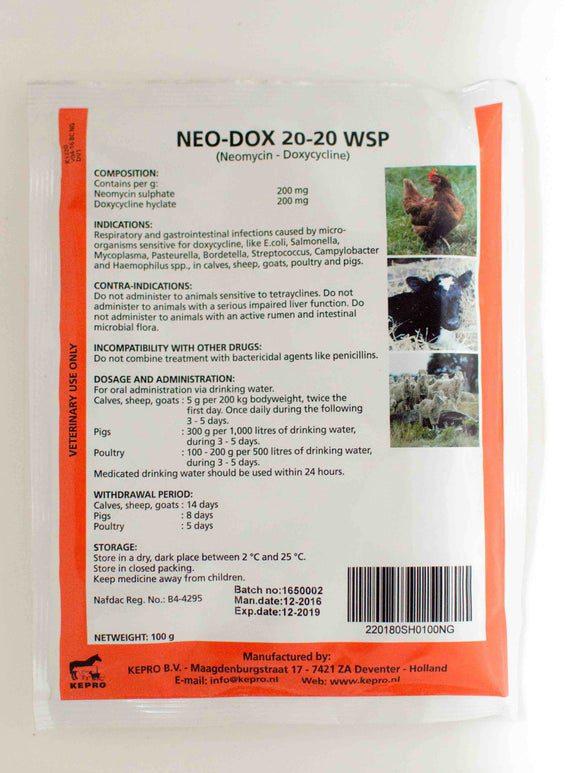 NEO-DOX 20-20 WSP
(Neomycin - Doxycycline)
COMPOSITION:
Contains per g:
Neomycin sulphate 200 mg
Doxycycline hyclate 200 mg
INDICATIONS:
Respiratory and gastrointestinal infections caused by micro-
organisms sensitive for doxycycline, like E.coli, Salmonella,
Mycoplasma, Pasteurella, Bordetella, Streptococcus, Campylobacter
and Haemophilus spp., in calves, sheep, goats, poultry and pigs.
CONTRA-INDICATIONS:
Do not administer to animals sensitive to tetrayclines. Do not
administer to animals with a serious impaired liver function. Do
not administer to animals with an active rumen and intestinal
microbial flora.
INCOMPATIBILITY WITH OTHER DRUGS:
Do not combine treatment with bactericidal agents like penicillins.
DOSAGE AND ADMINISTRATION:
For oral administration via drinking water.
Calves, sheep, goats : 5 g per 200 kg bodyweight, twice the
first day. Once daily during the following
3 - 5 days.
Pigs : 300 g per 1,000 litres of drinking water,
during 3 - 5 days.
Poultry : 100 - 200 g per 500 litres of drinking water,
during 3 - 5 days.
Medicated drinking water should be used within 24 hours.
WITHDRAWAL PERIOD:
Calves, sheep, goats : 14 days
Pigs : 8 days
Poultry : 5 days
STORAGE:
Store in a dry, dark place between 2 °C and 25 °C.
Store in closed packing.
Keep medicine away from children.
Nafdac Reg. No.: B4-4295
Batch no:1650002
Man.date:12-2016
Exp.date:12-2019
220180SH0100NG
NETWEIGHT: 100 g
VETERINARY USE ONLY
KEPRO
Manufactured by:
KEPRO B.V. - Maagdenburgstraat 17 - 7421 ZA Deventer - Holland
E-mail: info@kepro.nl Web: www.kepro.nl